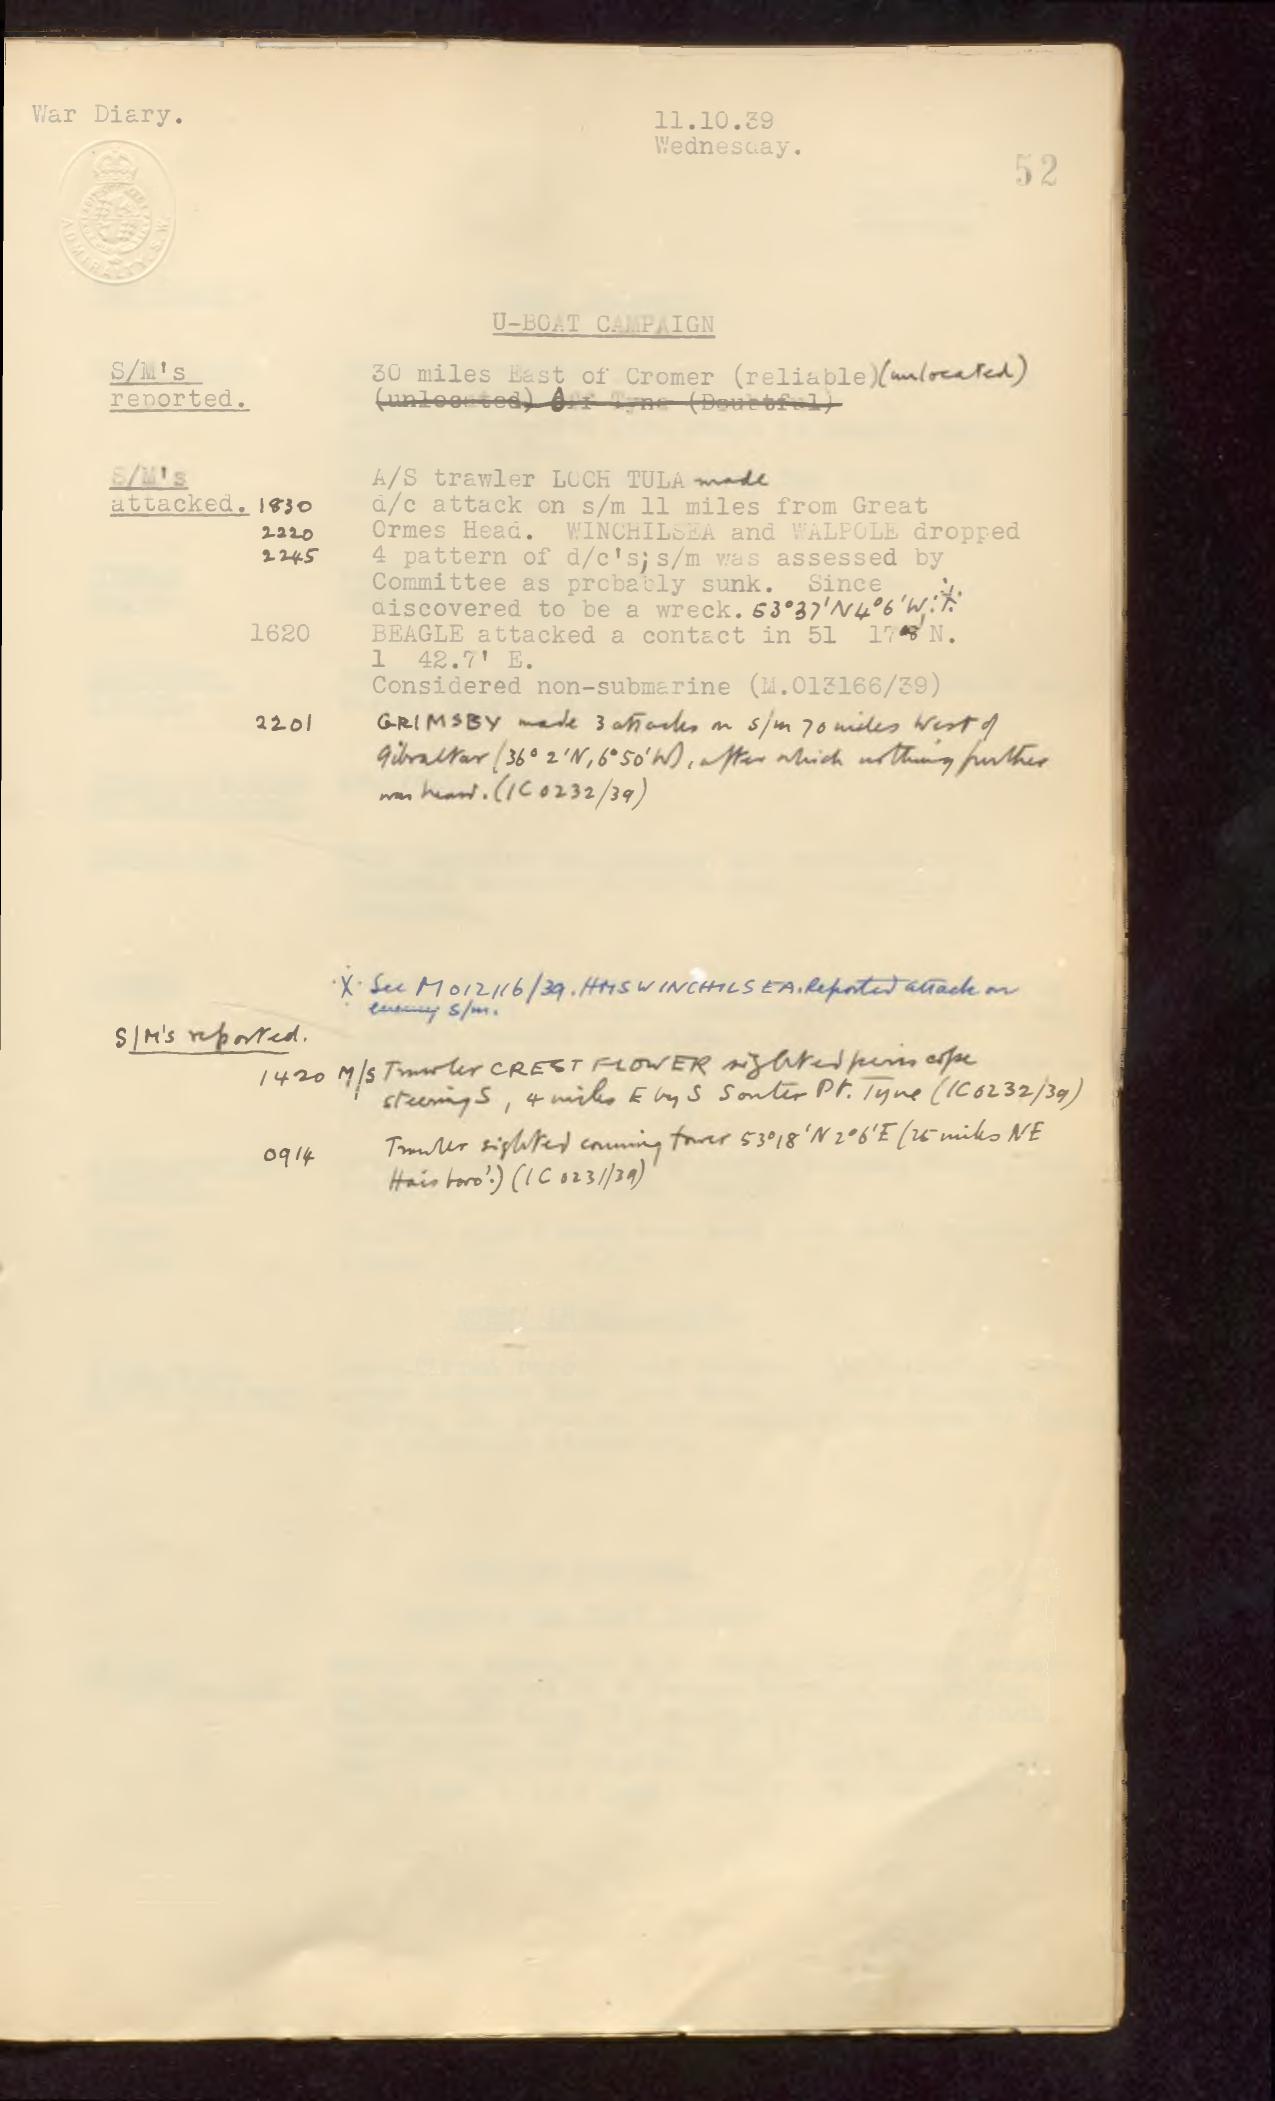 War Diary.
11.10.39
Wednesday.
52
ADMIRALTY. S.W.
U-BOAT CAMPAIGN
S/M's reported.
30 miles East of Cromer (reliable) (unlocated)
(unlocated) Off Tyne (Doubtful)
S/M's
attacked.
A/S trawler LOCH TULA made
1830 d/c attack on s/m 11 miles from Great
2220 Ormes Head. WINCHILSEA and WALPOLE dropped
2245 4 pattern of d/c's; s/m was assessed by
Committee as probably sunk. Since
discovered to be a wreck. 53°37'N 4°6'W. X
1620 BEAGLE attacked a contact in 51 17 8' N.
1 42.7' E.
Considered non-submarine (M.013166/39)
2201 GRIMSBY made 3 attacks on s/m 70 miles West of
Gibraltar (36° 2'N, 6° 50'W), after which nothing further
was heard. (IC 0232/39)
X See M 012116/39. HMS WINCHILSEA. Reported attack on
enemy s/m.
S/M's reported.
1420 M/S Trawler CREST FLOWER sighted periscope
steering S, 4 miles E by S Souter Pt. Tyne (IC 0232/39)
0914 Trawler sighted conning tower 53°18'N 2°6'E (25 miles NE
Haisboro'.) (IC 0231/39)